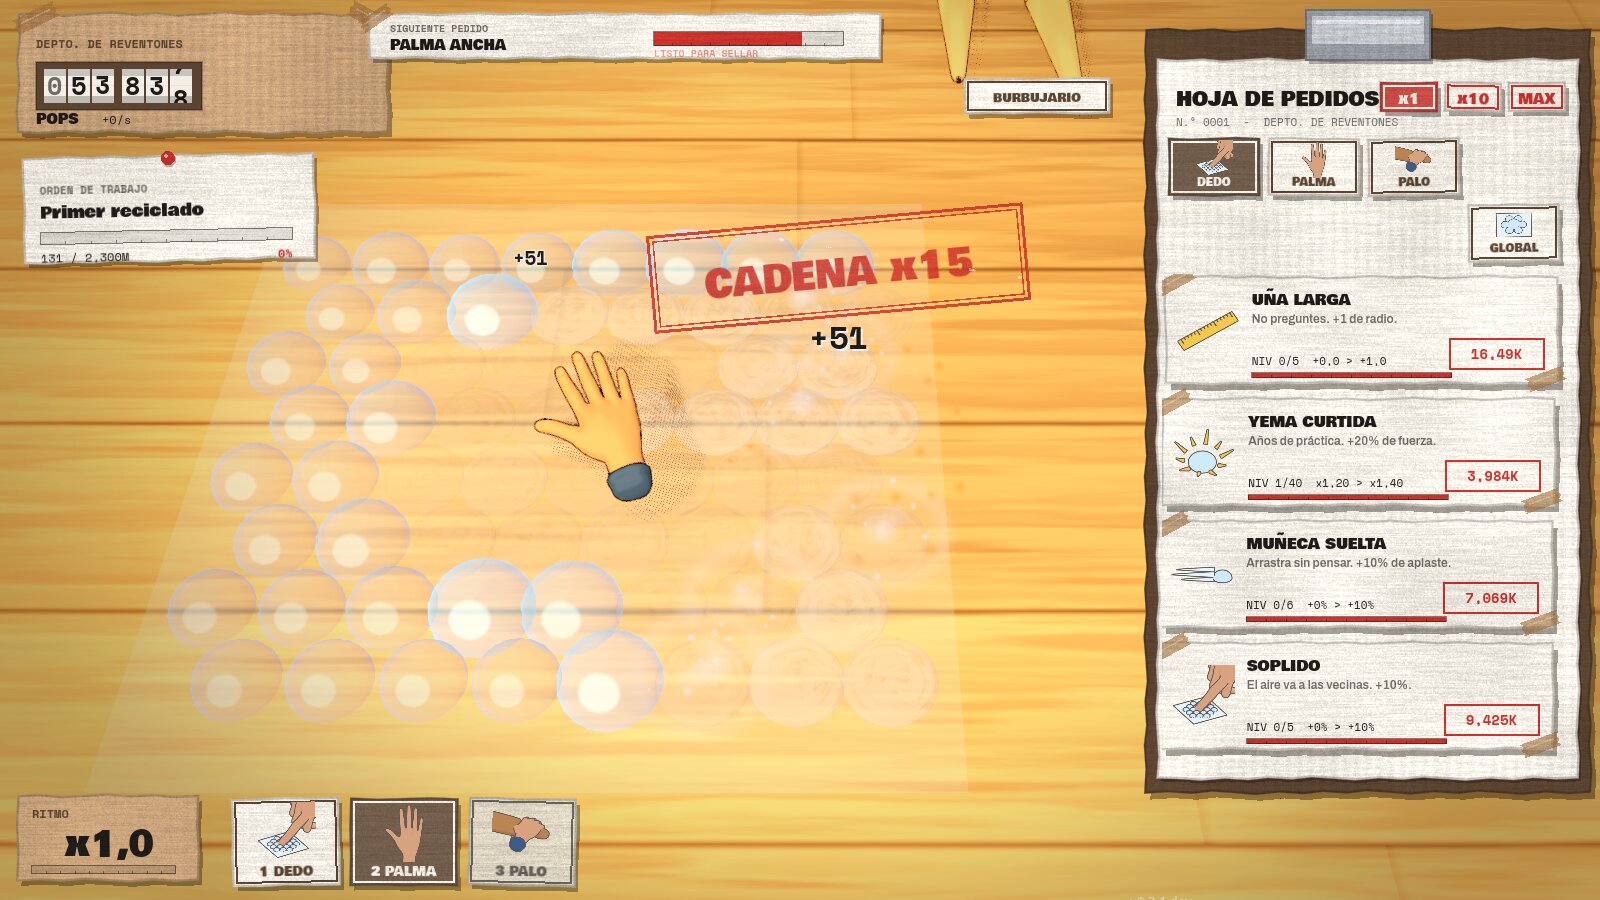 DEPTO. DE REVENTONES
053838
POPS +0/s
SIGUIENTE PEDIDO
PALMA ANCHA
LISTO PARA SELLAR
BURBUJARIO
ORDEN DE TRABAJO
Primer reciclado
131 / 2,300M 0%
+51
CADENA x15
+51
HOJA DE PEDIDOS
x1 x10 MAX
N.° 0001 - DEPTO. DE REVENTONES
DEDO PALMA PALO
GLOBAL
UÑA LARGA
No preguntes. +1 de radio.
NIV 0/5 +0,0 > +1,0
16,49K
YEMA CURTIDA
Años de práctica. +20% de fuerza.
NIV 1/40 x1,20 > x1,40
3,984K
MUÑECA SUELTA
Arrastra sin pensar. +10% de aplaste.
NIV 0/6 +0% > +10%
7,069K
SOPLIDO
El aire va a las vecinas. +10%.
NIV 0/5 +0% > +10%
9,425K
RITMO
x1,0
1 DEDO
2 PALMA
3 PALO